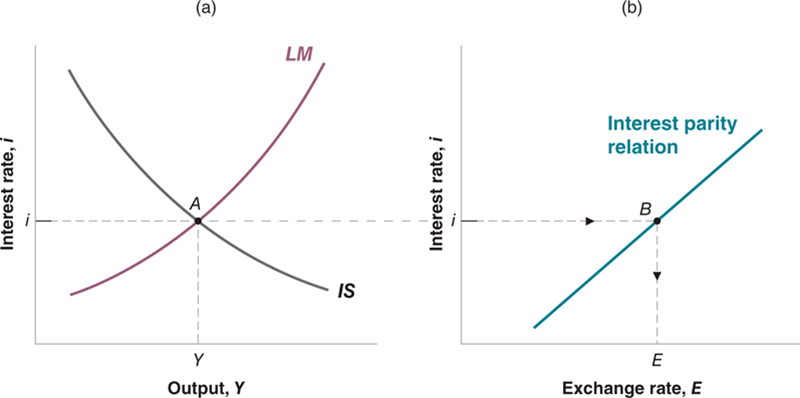 (a)
(b)
LM
Interest parity
relation
A
B
i
i
IS
Interest rate, i
Interest rate, i
Y
E
Output, Y
Exchange rate, E